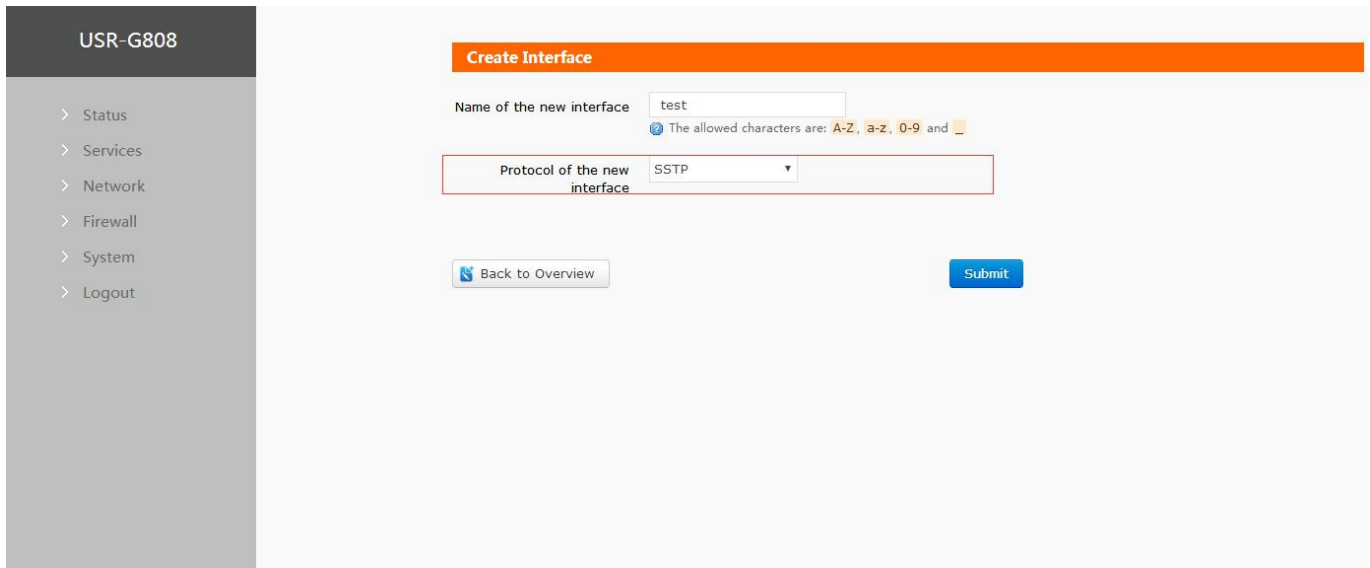 USR-G808
Status
Services
Network
Firewall
System
Logout
Create Interface
Name of the new interface
test
The allowed characters are: A-Z, a-z, 0-9 and _
Protocol of the new
interface
SSTP
Back to Overview
Submit